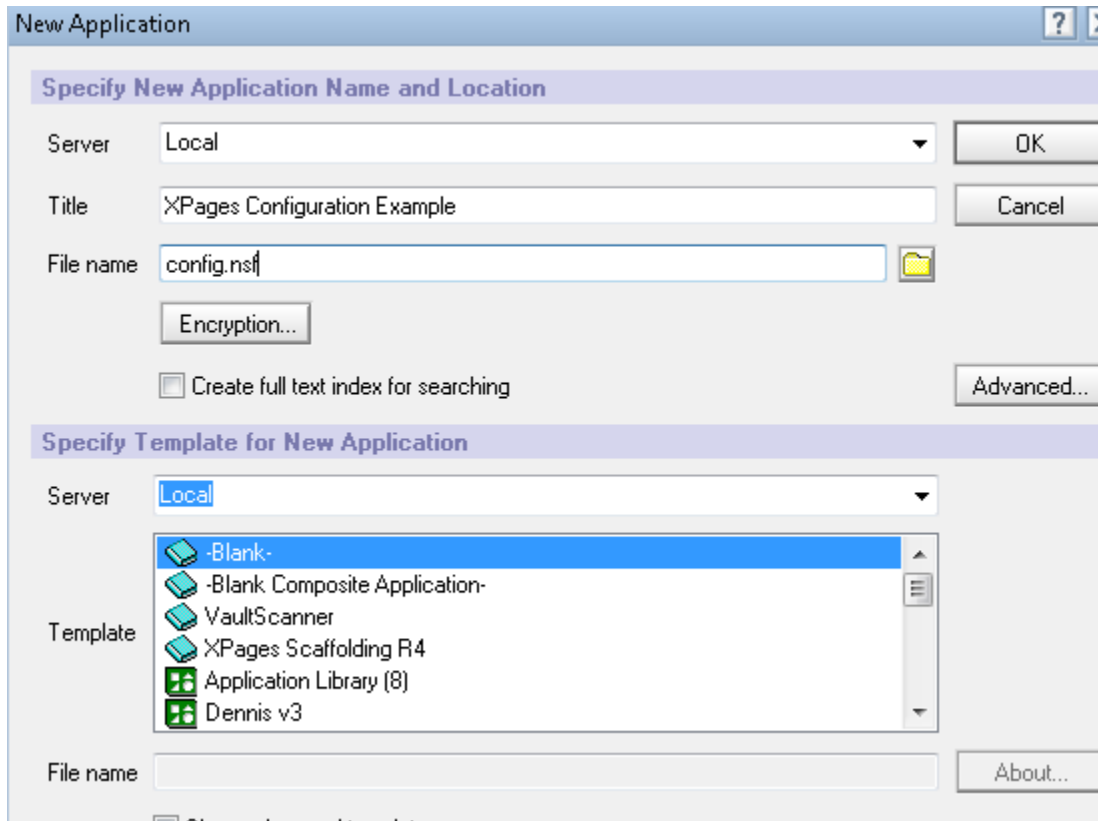 New Application
?
Specify New Application Name and Location
Server Local OK
Title XPages Configuration Example Cancel
File name config.nsf
Encryption...
Create full text index for searching Advanced...
Specify Template for New Application
Server Local
-Blank-
-Blank Composite Application-
VaultScanner
Template
XPages Scaffolding R4
Application Library (8)
Dennis v3
File name About...